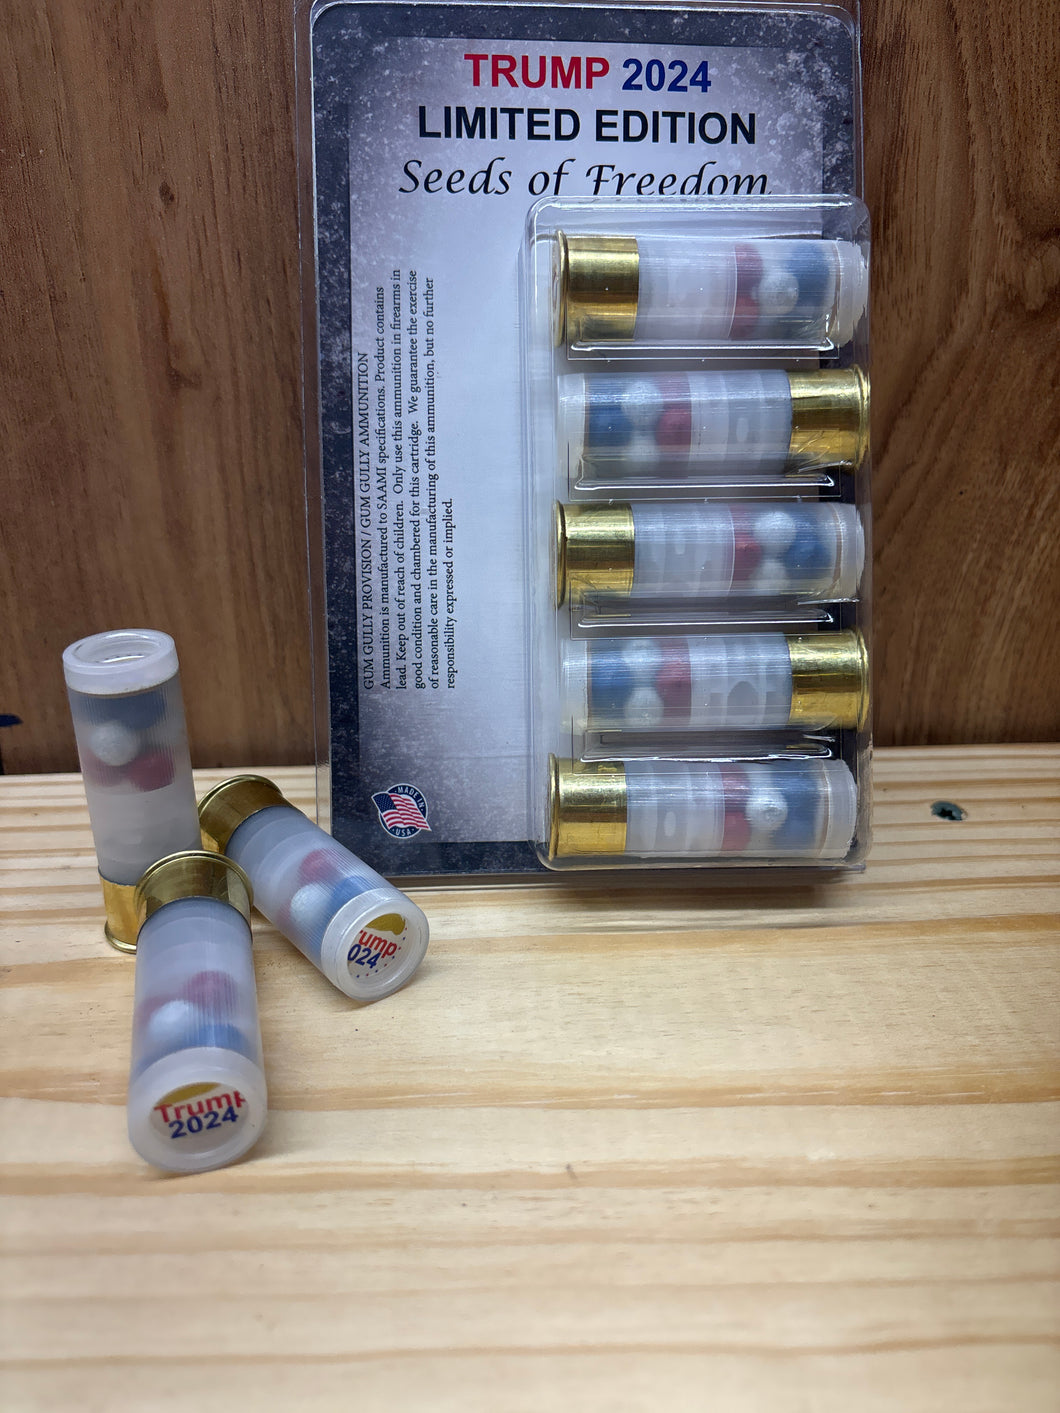 TRUMP 2024
LIMITED EDITION
Seeds of Freedom
GUM GULLY PROVISION / GUM GULLY AMMUNITION
Ammunition is manufactured to SAAMI specifications. Product contains
lead. Keep out of reach of children. Only use this ammunition in firearms in
good condition and chambered for this cartridge. We guarantee the exercise
of reasonable care in the manufacturing of this ammunition, but no further
responsibility expressed or implied.
MADE IN
USA
rump
024
Trump
2024